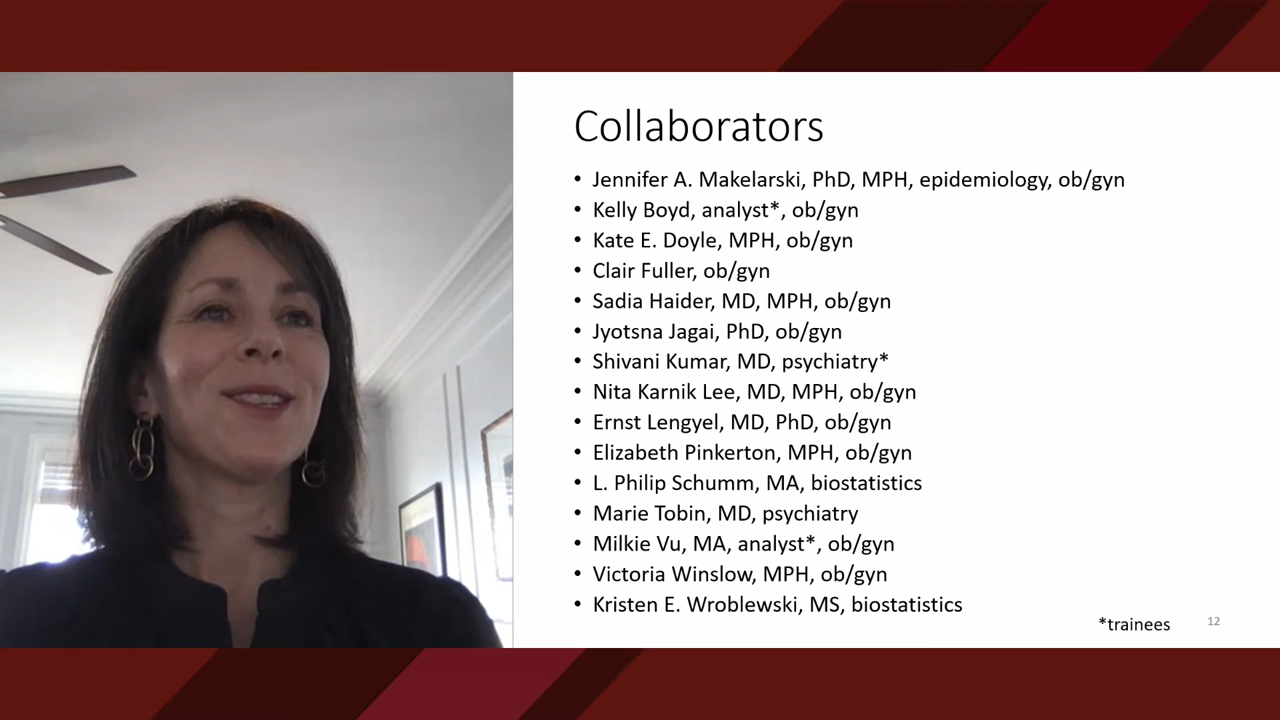 Collaborators
• Jennifer A. Makelarski, PhD, MPH, epidemiology, ob/gyn
• Kelly Boyd, analyst*, ob/gyn
• Kate E. Doyle, MPH, ob/gyn
• Clair Fuller, ob/gyn
• Sadia Haider, MD, MPH, ob/gyn
• Jyotsna Jagai, PhD, ob/gyn
• Shivani Kumar, MD, psychiatry*
• Nita Karnik Lee, MD, MPH, ob/gyn
• Ernst Lengyel, MD, PhD, ob/gyn
• Elizabeth Pinkerton, MPH, ob/gyn
• L. Philip Schumm, MA, biostatistics
• Marie Tobin, MD, psychiatry
• Milkie Vu, MA, analyst*, ob/gyn
• Victoria Winslow, MPH, ob/gyn
• Kristen E. Wroblewski, MS, biostatistics
*trainees
12